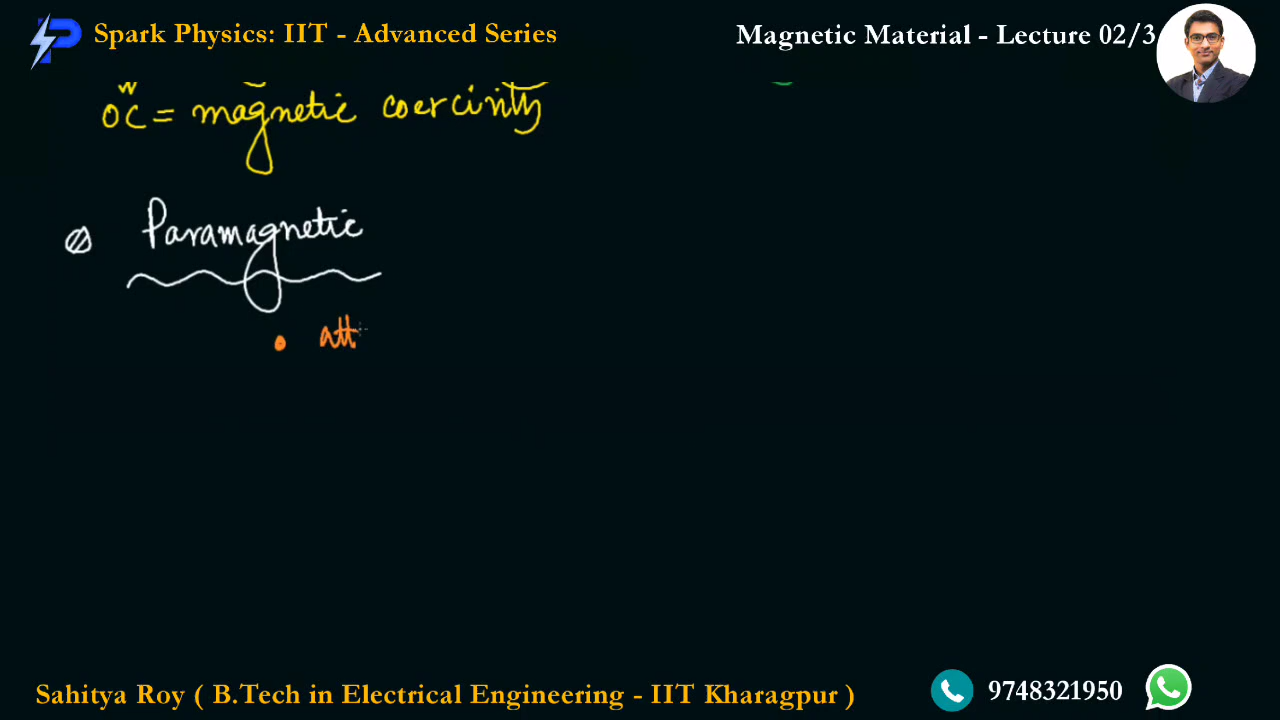 Spark Physics: IIT - Advanced Series
Magnetic Material - Lecture 02/3
OC = magnetic coercivity
Paramagnetic
att
Sahitya Roy ( B.Tech in Electrical Engineering - IIT Kharagpur )
9748321950